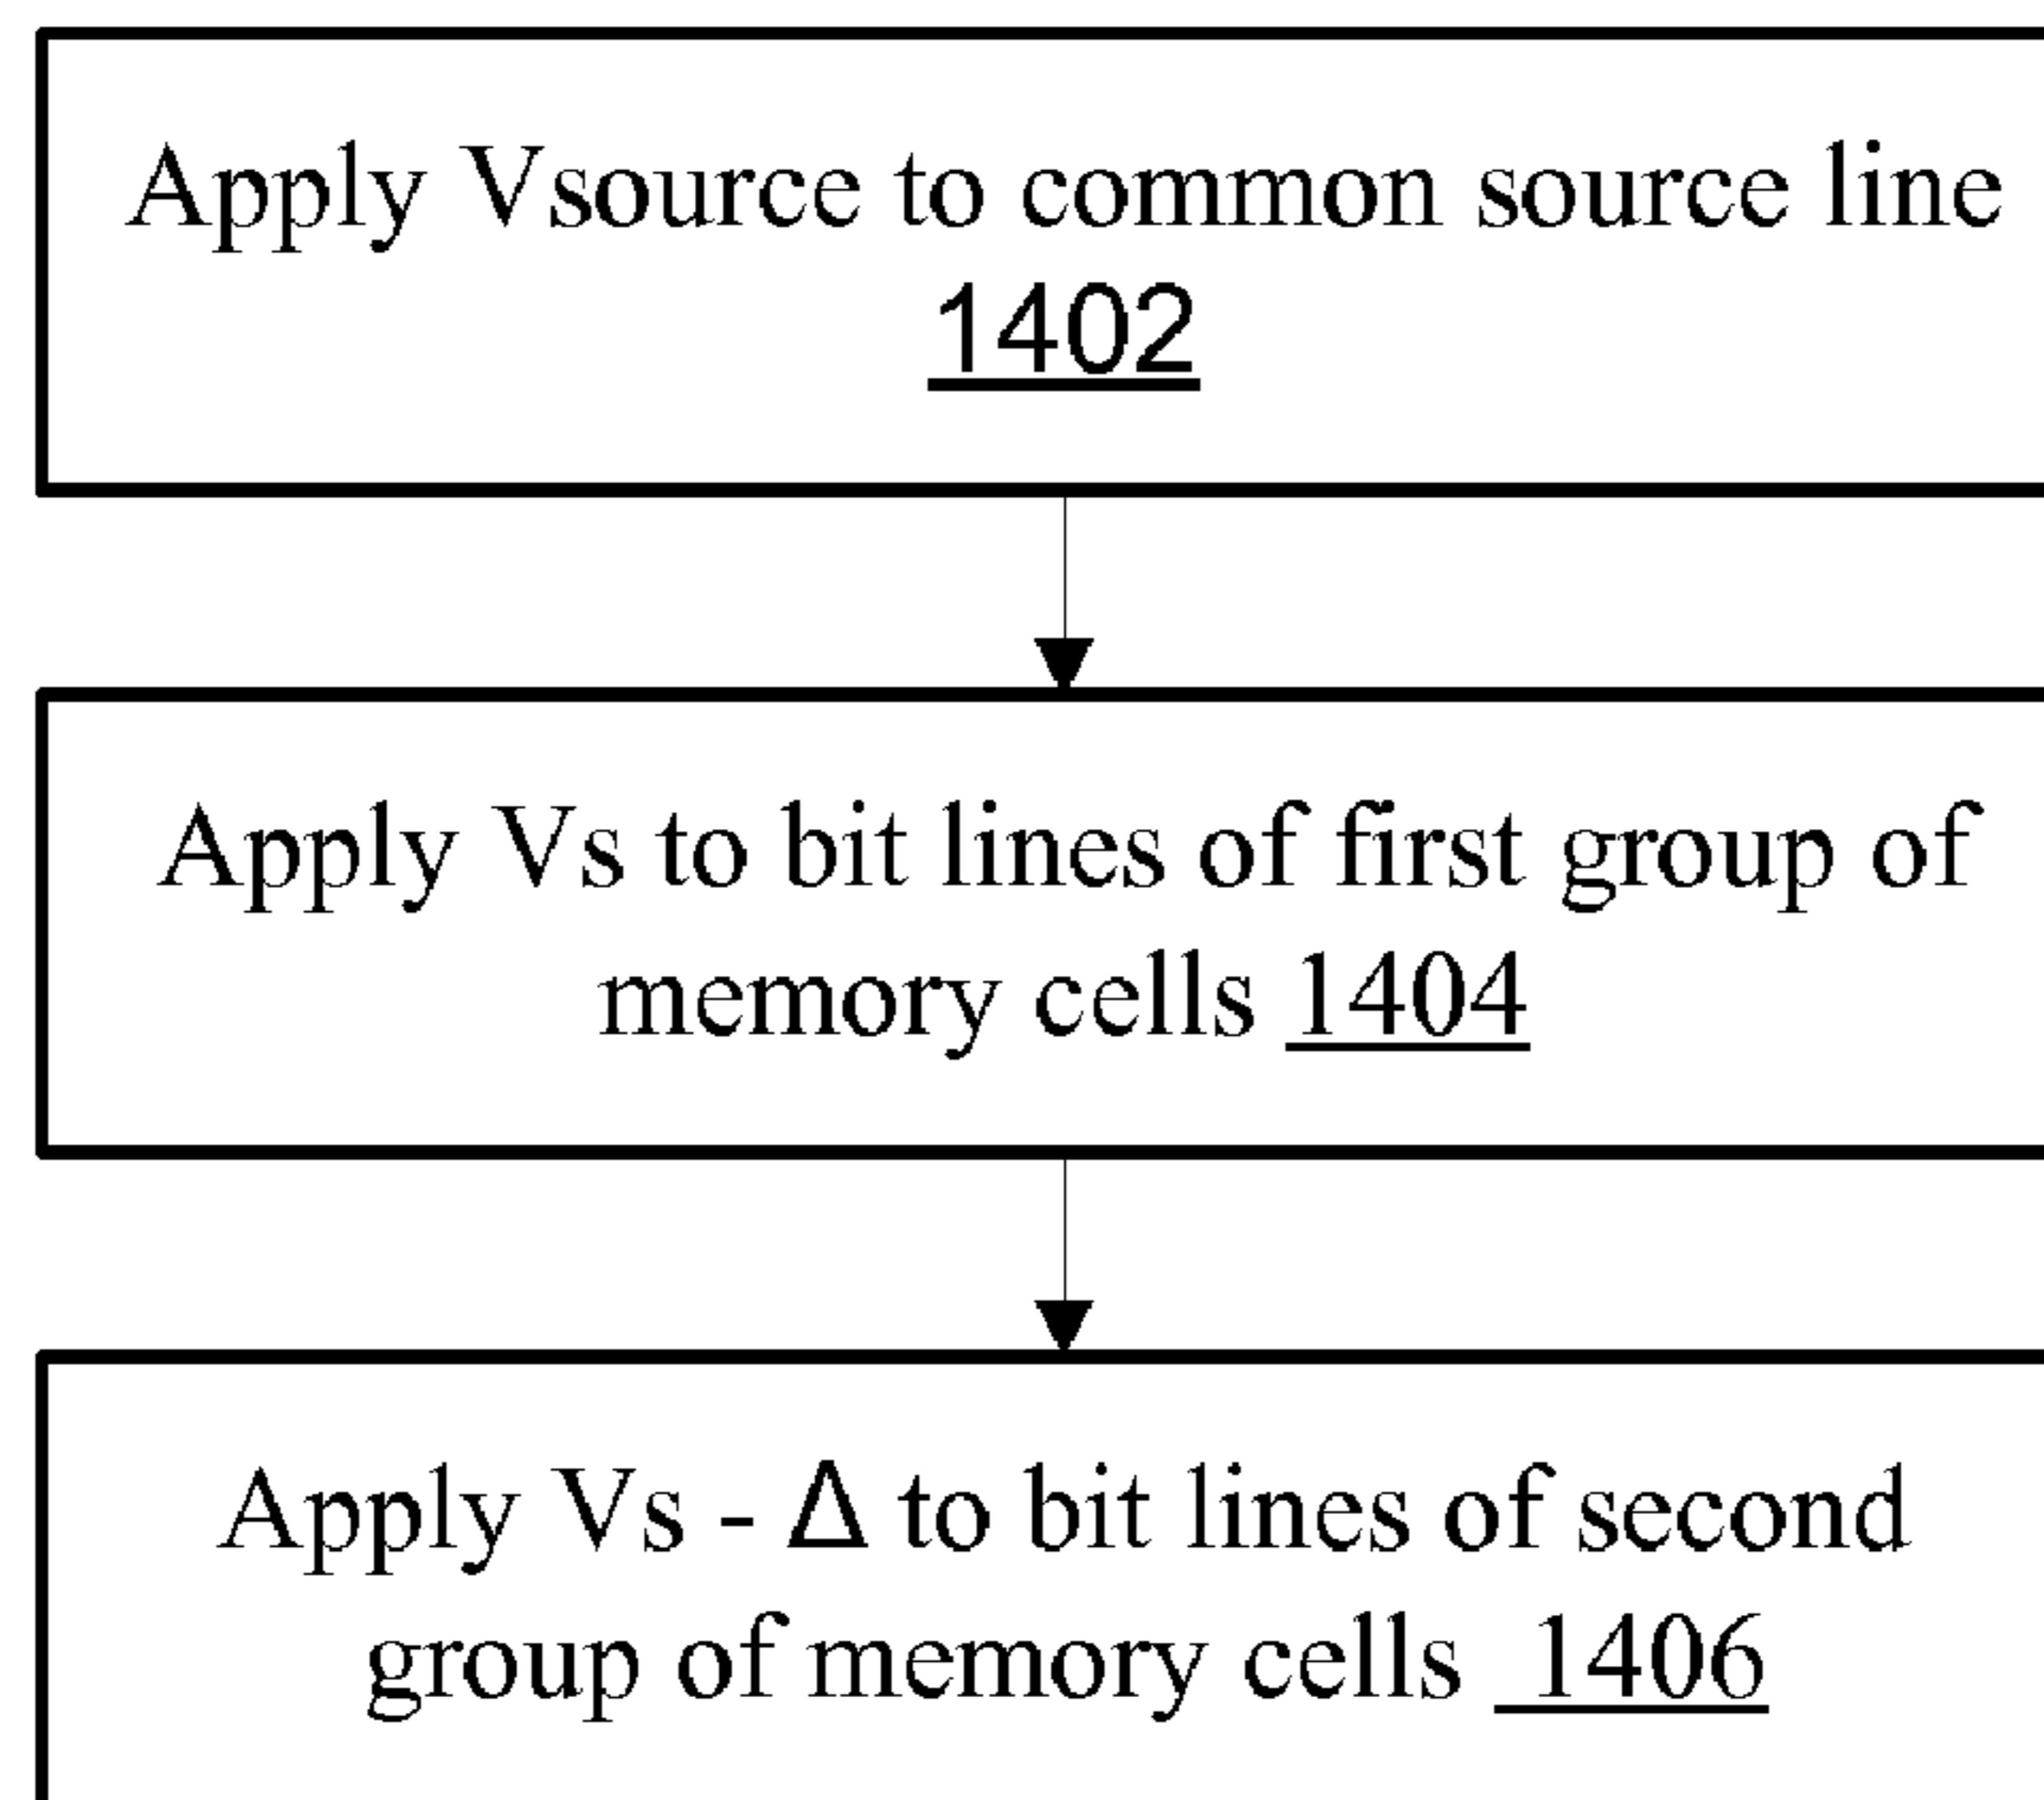 Apply Vsource to common source line
1402
Apply Vs to bit lines of first group of
memory cells 1404
Apply Vs - Δ to bit lines of second
group of memory cells 1406